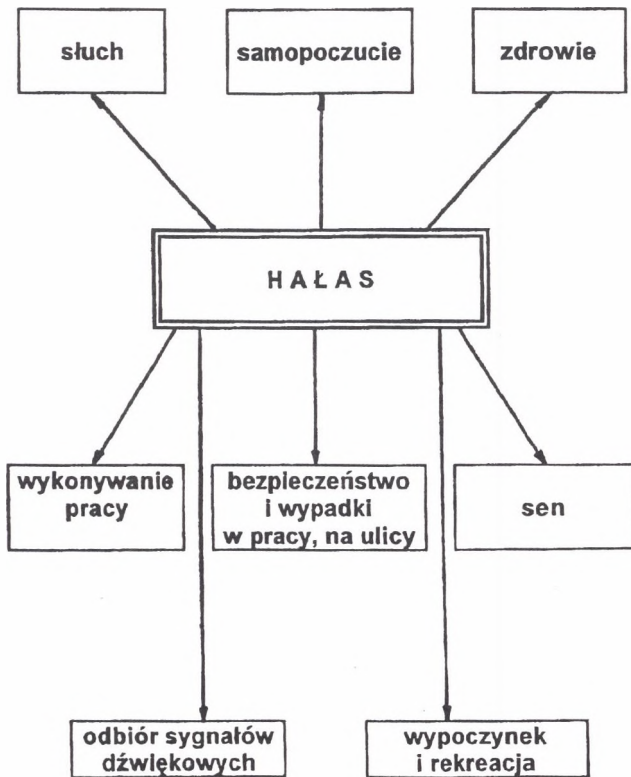 słuch
samopoczucie
zdrowie
HAŁAS
wykonywanie
pracy
bezpieczeństwo
i wypadki
w pracy, na ulicy
sen
odbiór sygnałów
dźwiękowych
wypoczynek
i rekreacja